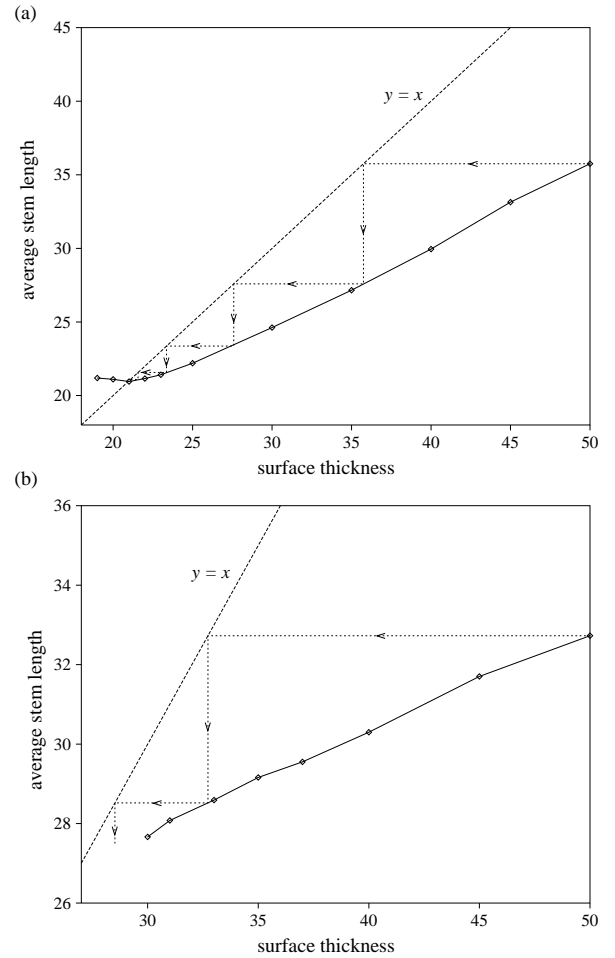 (a)
45
40
35
30
25
20
average stem length
y = x
20 25 30 35 40 45 50
surface thickness
(b)
36
34
32
30
28
26
average stem length
y = x
30 35 40 45 50
surface thickness